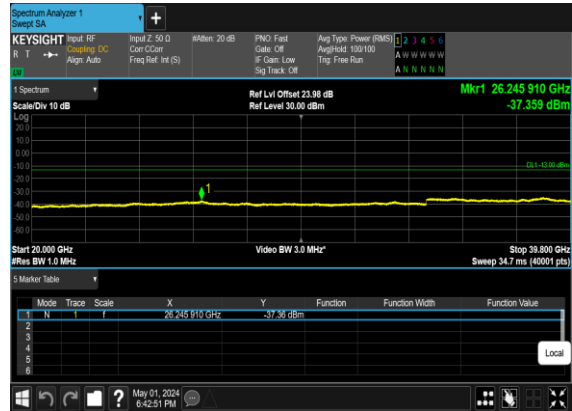 Spectrum Analyzer 1
Swept SA
+
KEYSIGHT Input: RF Input Z: 50 Ω #Atten: 20 dB PNO: Fast Avg Type: Power (RMS) 1 2 3 4 5 6
R T Coupling: DC Corr CCorr Gate: Off Avg|Hold: 100/100 A W W W W W
Align: Auto Freq Ref: Int (S) IF Gain: Low Trig: Free Run
LW Sig Track: Off A N N N N N
1 Spectrum Ref Lvl Offset 23.98 dB Mkr1 26.245 910 GHz
Scale/Div 10 dB Ref Level 30.00 dBm -37.359 dBm
Log
20.0
10.0
0.00
-10.0 DL1 -13.00 dBm
-20.0
-30.0 1
-40.0
-50.0
-60.0
Start 20.000 GHz Video BW 3.0 MHz* Stop 39.800 GHz
#Res BW 1.0 MHz Sweep 34.7 ms (40001 pts)
5 Marker Table
Mode Trace Scale X Y Function Function Width Function Value
1 N 1 f 26.245 910 GHz -37.36 dBm
2
3
4
5
6
Local
? May 01, 2024
6:42:51 PM